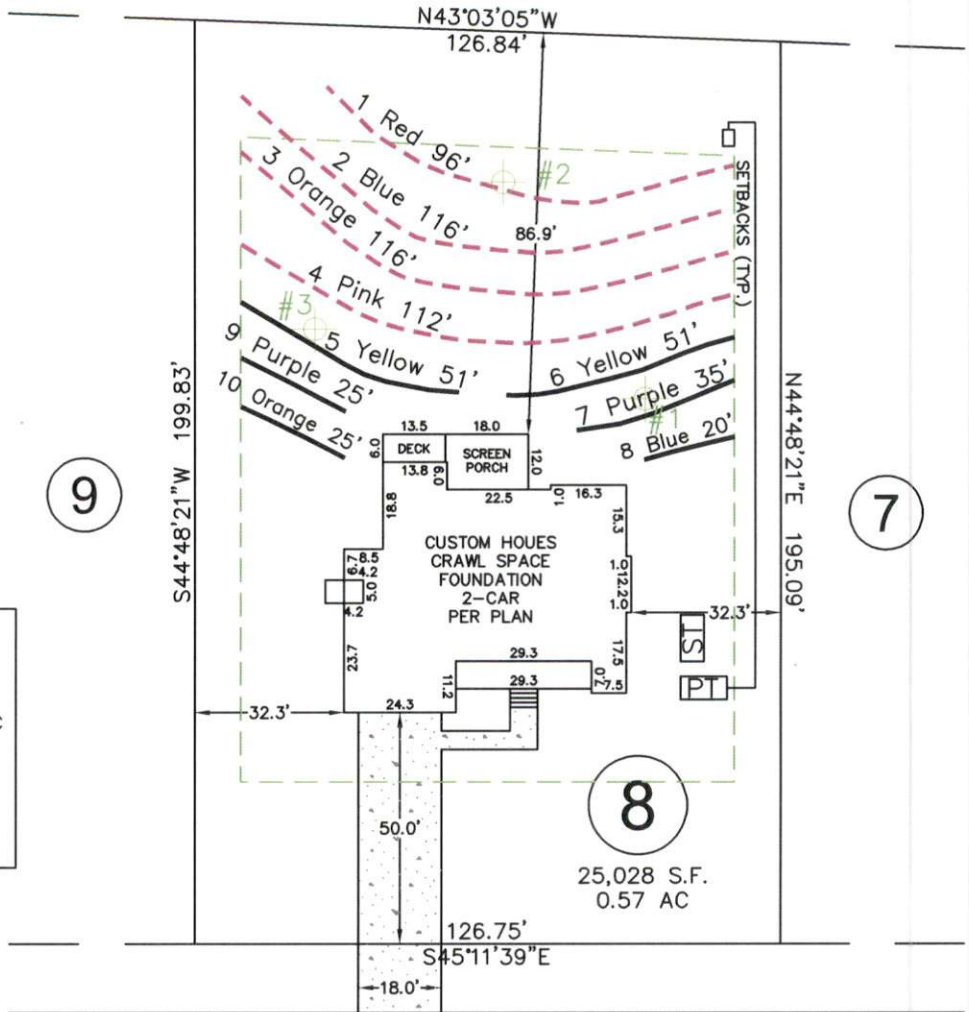 N43°03'05"W
126.84'
1 Red 96'
2 Blue 116'
3 Orange 116'
4 Pink 112'
#2
86.9'
SETBACKS (TYP.)
#3
5 Yellow 51'
6 Yellow 51'
9 Purple 25'
7 Purple 35'
#1
10 Orange 25'
8 Blue 20'
S44°48'21"W 199.83'
N44°48'21"E 195.09'
9
7
13.5
18.0
6.0
DECK
SCREEN
PORCH
12.0
13.8
6.0
22.5
1.0
16.3
18.8
15.3
CUSTOM HOUES
CRAWL SPACE
FOUNDATION
2-CAR
PER PLAN
8.5
6.7
4.2
5.0
4.2
1.0
12.2
1.0
32.3'
ST
23.7
29.3
17.5
29.3
7.0
7.5
PT
11.2
24.3
32.3'
8
50.0'
25,028 S.F.
0.57 AC
126.75'
S45°11'39"E
18.0'